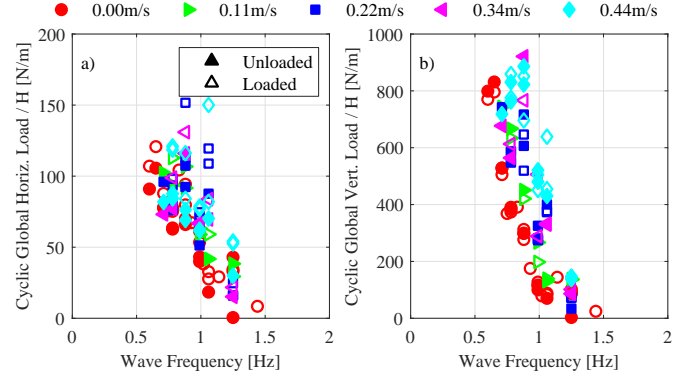 0.00m/s 0.11m/s 0.22m/s 0.34m/s 0.44m/s
a)
Unloaded
Loaded
Cyclic Global Horiz. Load / H [N/m]
200
150
100
50
0
0 0.5 1 1.5 2
Wave Frequency [Hz]
b)
Cyclic Global Vert. Load / H [N/m]
1000
800
600
400
200
0
0 0.5 1 1.5 2
Wave Frequency [Hz]